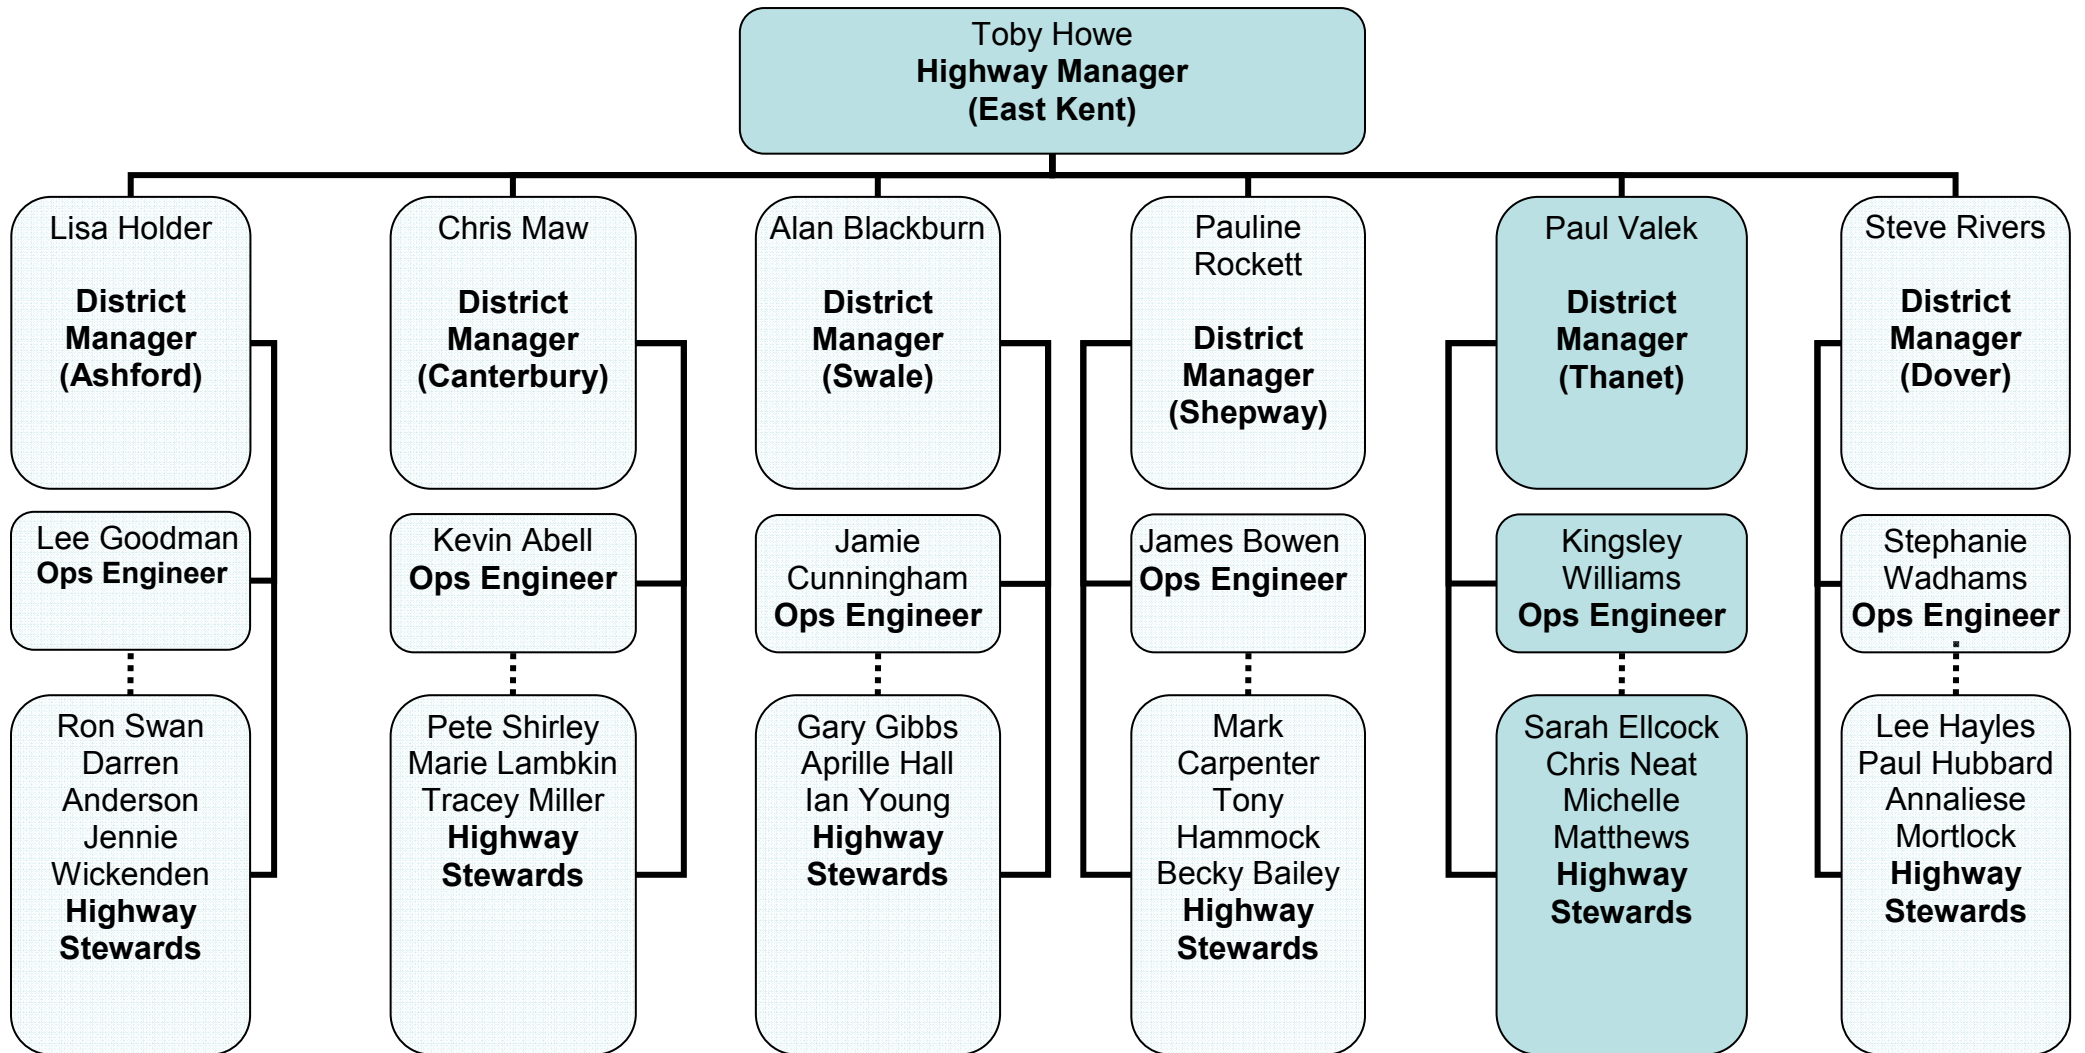 Toby Howe
Highway Manager
(East Kent)
Lisa Holder
District
Manager
(Ashford)
Chris Maw
District
Manager
(Canterbury)
Alan Blackburn
District
Manager
(Swale)
Pauline
Rockett
District
Manager
(Shepway)
Paul Valek
District
Manager
(Thanet)
Steve Rivers
District
Manager
(Dover)
Lee Goodman
Ops Engineer
Kevin Abell
Ops Engineer
Jamie
Cunningham
Ops Engineer
James Bowen
Ops Engineer
Kingsley
Williams
Ops Engineer
Stephanie
Wadhams
Ops Engineer
Ron Swan
Darren
Anderson
Jennie
Wickenden
Highway
Stewards
Pete Shirley
Marie Lambkin
Tracey Miller
Highway
Stewards
Gary Gibbs
Aprille Hall
Ian Young
Highway
Stewards
Mark
Carpenter
Tony
Hammock
Becky Bailey
Highway
Stewards
Sarah Ellcock
Chris Neat
Michelle
Matthews
Highway
Stewards
Lee Hayles
Paul Hubbard
Annaliese
Mortlock
Highway
Stewards